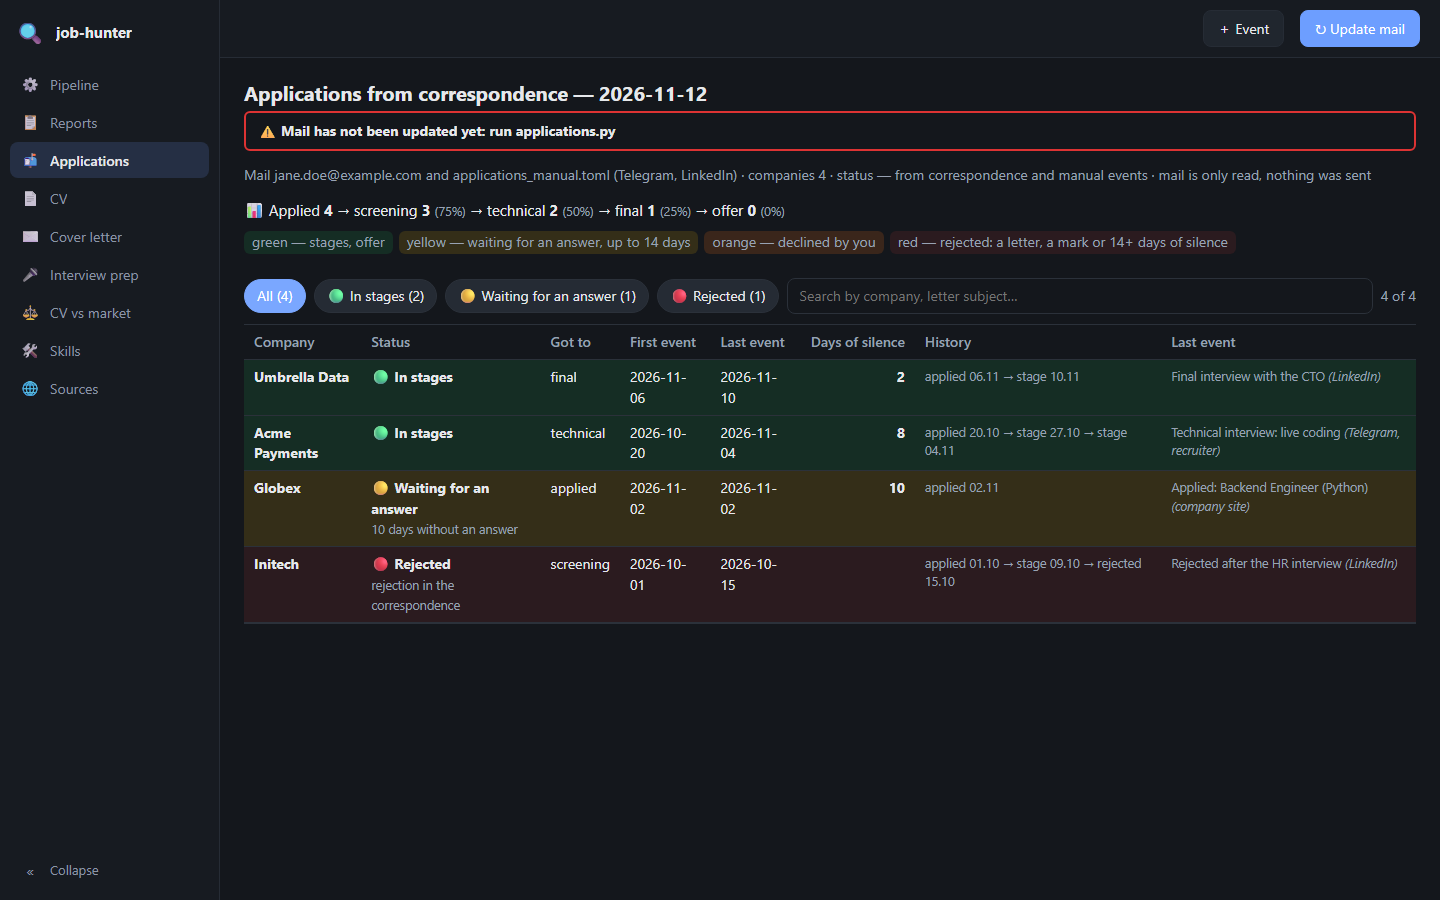 job-hunter
+ Event
↻ Update mail
Pipeline
Reports
Applications
CV
Cover letter
Interview prep
CV vs market
Skills
Sources
« Collapse
Applications from correspondence — 2026-11-12
⚠ Mail has not been updated yet: run applications.py
Mail jane.doe@example.com and applications_manual.toml (Telegram, LinkedIn) · companies 4 · status — from correspondence and manual events · mail is only read, nothing was sent
Applied 4 → screening 3 (75%) → technical 2 (50%) → final 1 (25%) → offer 0 (0%)
green — stages, offer
yellow — waiting for an answer, up to 14 days
orange — declined by you
red — rejected: a letter, a mark or 14+ days of silence
All (4)
In stages (2)
Waiting for an answer (1)
Rejected (1)
Search by company, letter subject...
4 of 4
Company Status Got to First event Last event Days of silence History Last event
Umbrella Data In stages final 2026-11- 2026-11- 2 applied 06.11 → stage 10.11 Final interview with the CTO (LinkedIn)
06 10
Acme In stages technical 2026-10- 2026-11- 8 applied 20.10 → stage 27.10 → stage Technical interview: live coding (Telegram,
Payments 20 04 04.11 recruiter)
Globex Waiting for an applied 2026-11- 2026-11- 10 applied 02.11 Applied: Backend Engineer (Python)
answer 02 02 (company site)
10 days without an answer
Initech Rejected screening 2026-10- 2026-10- applied 01.10 → stage 09.10 → rejected Rejected after the HR interview (LinkedIn)
rejection in the 01 15 15.10
correspondence